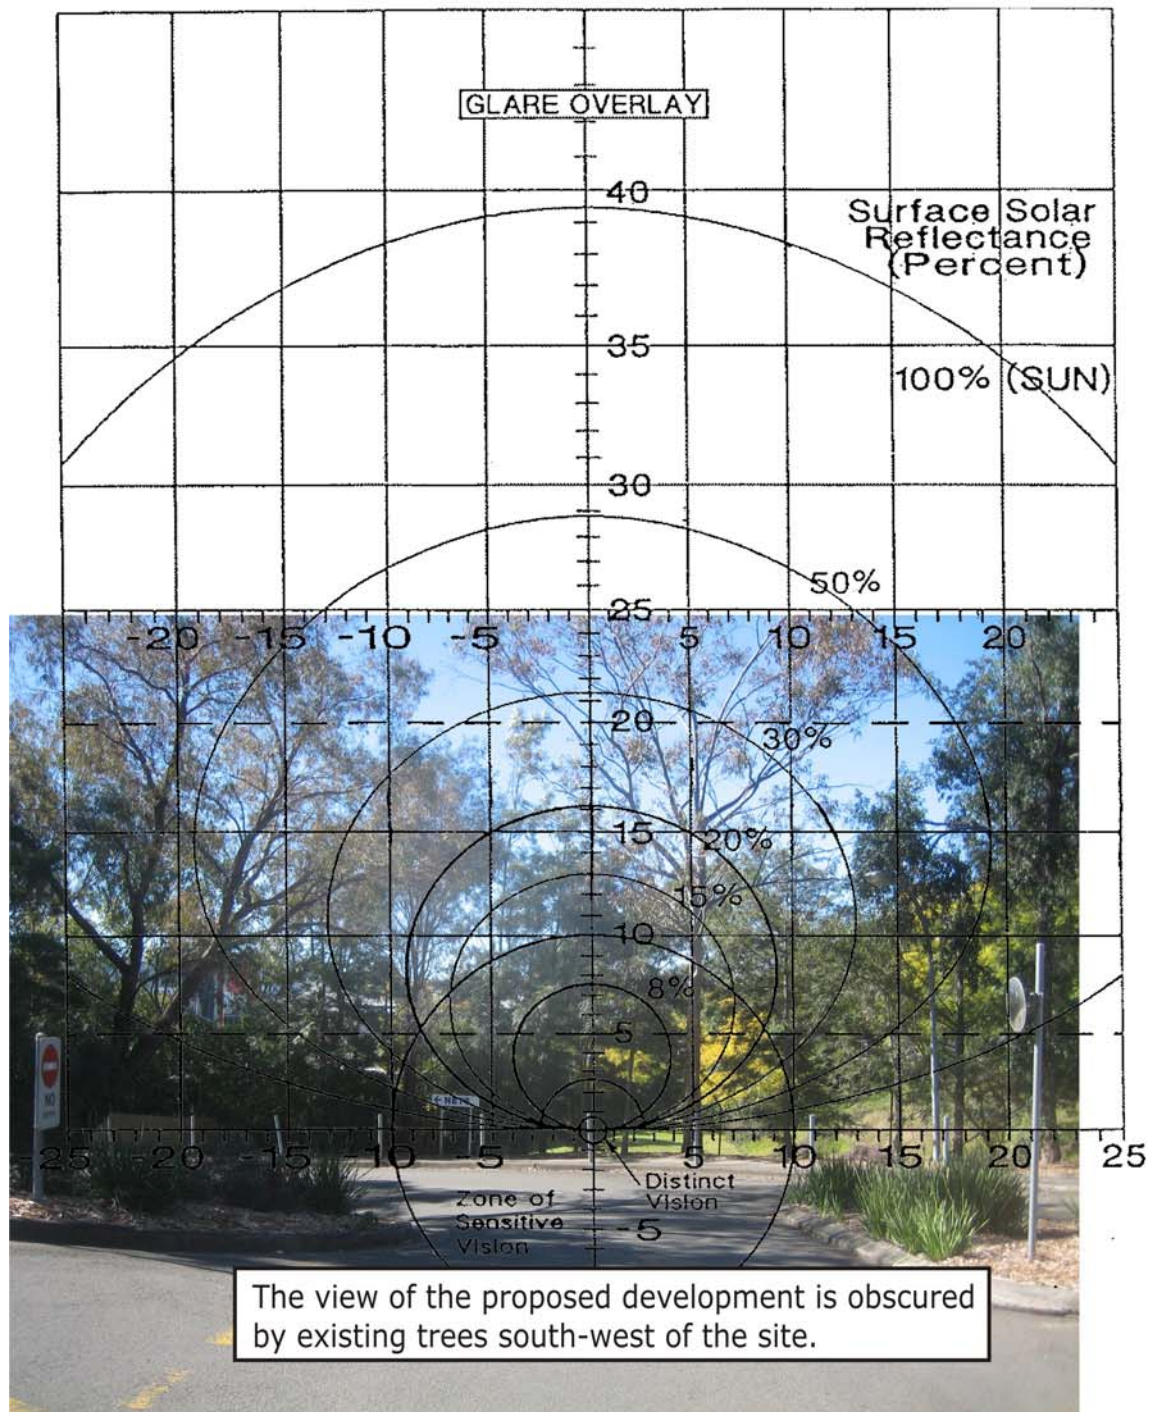 GLARE OVERLAY
40
Surface Solar
Reflectance
(Percent)
35
100% (SUN)
30
50%
25
-20 -15 -10 -5 5 10 15 20
20
30%
15
20%
15%
10
8%
5
NO
-25 -20 -15 -10 -5 5 10 15 20 25
Distinct
Vision
Zone of
Sensitive
Vision
-5
The view of the proposed development is obscured
by existing trees south-west of the site.